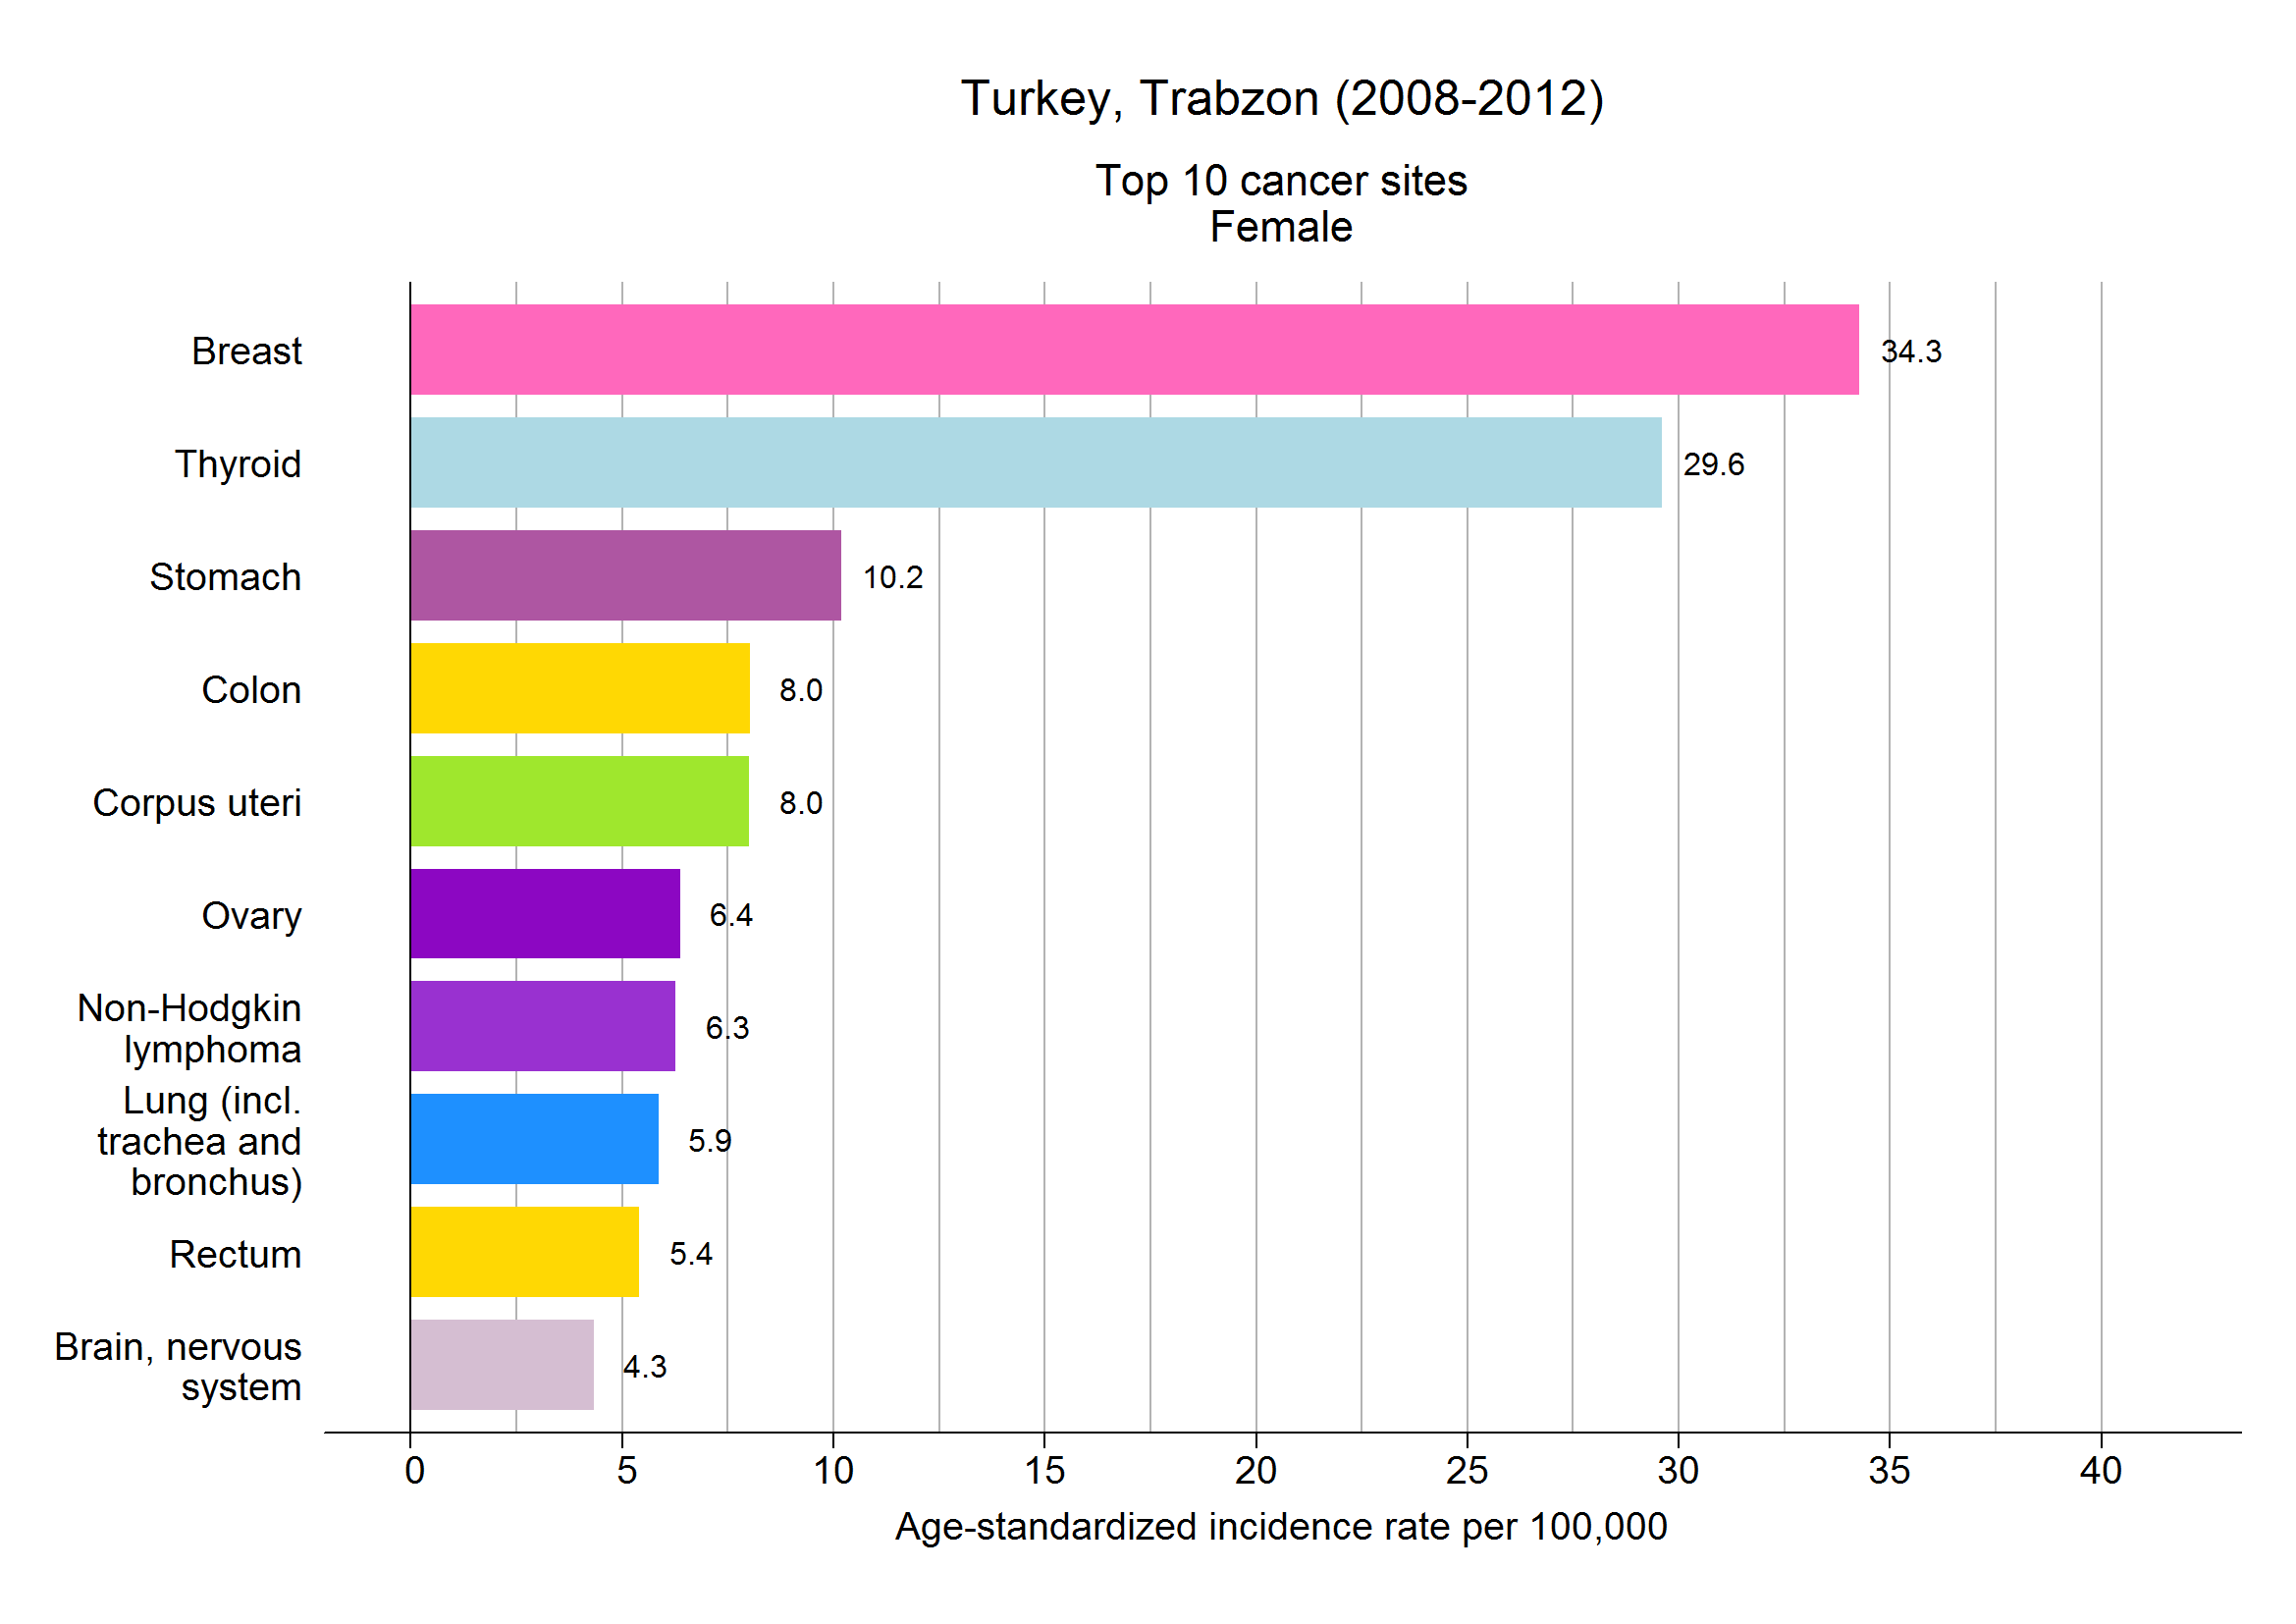 Turkey, Trabzon (2008-2012)
Top 10 cancer sites
Female
Breast
34.3
Thyroid
29.6
Stomach
10.2
Colon
8.0
Corpus uteri
8.0
Ovary
6.4
Non-Hodgkin
lymphoma
6.3
Lung (incl.
trachea and
bronchus)
5.9
Rectum
5.4
Brain, nervous
system
4.3
0 5 10 15 20 25 30 35 40
Age-standardized incidence rate per 100,000